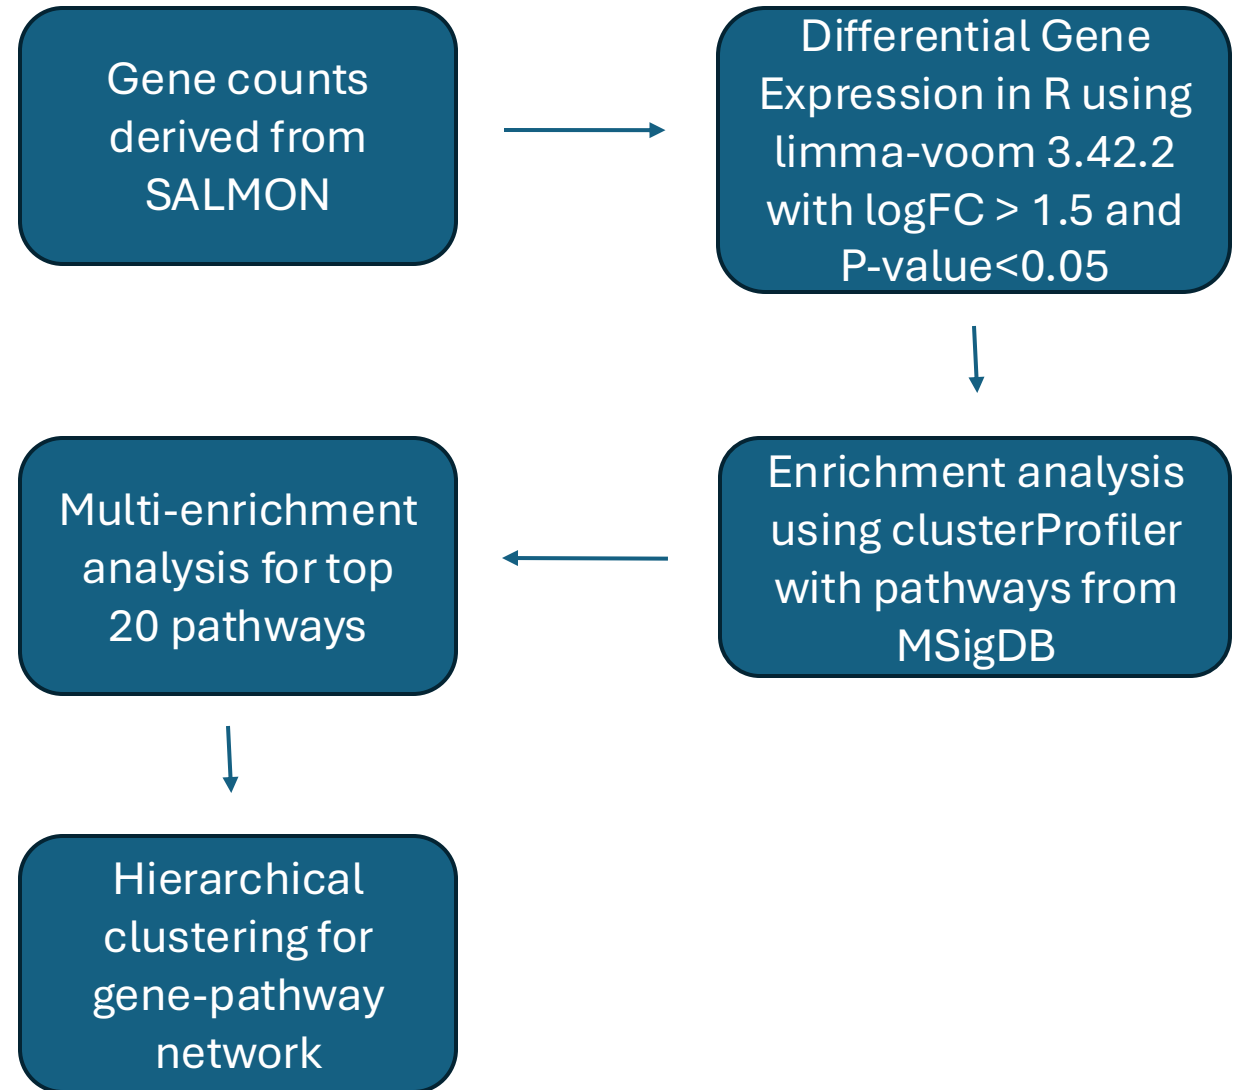 Gene counts
derived from
SALMON
Differential Gene
Expression in R using
limma-voom 3.42.2
with logFC > 1.5 and
P-value<0.05
Enrichment analysis
using clusterProfiler
with pathways from
MSigDB
Multi-enrichment
analysis for top
20 pathways
Hierarchical
clustering for
gene-pathway
network